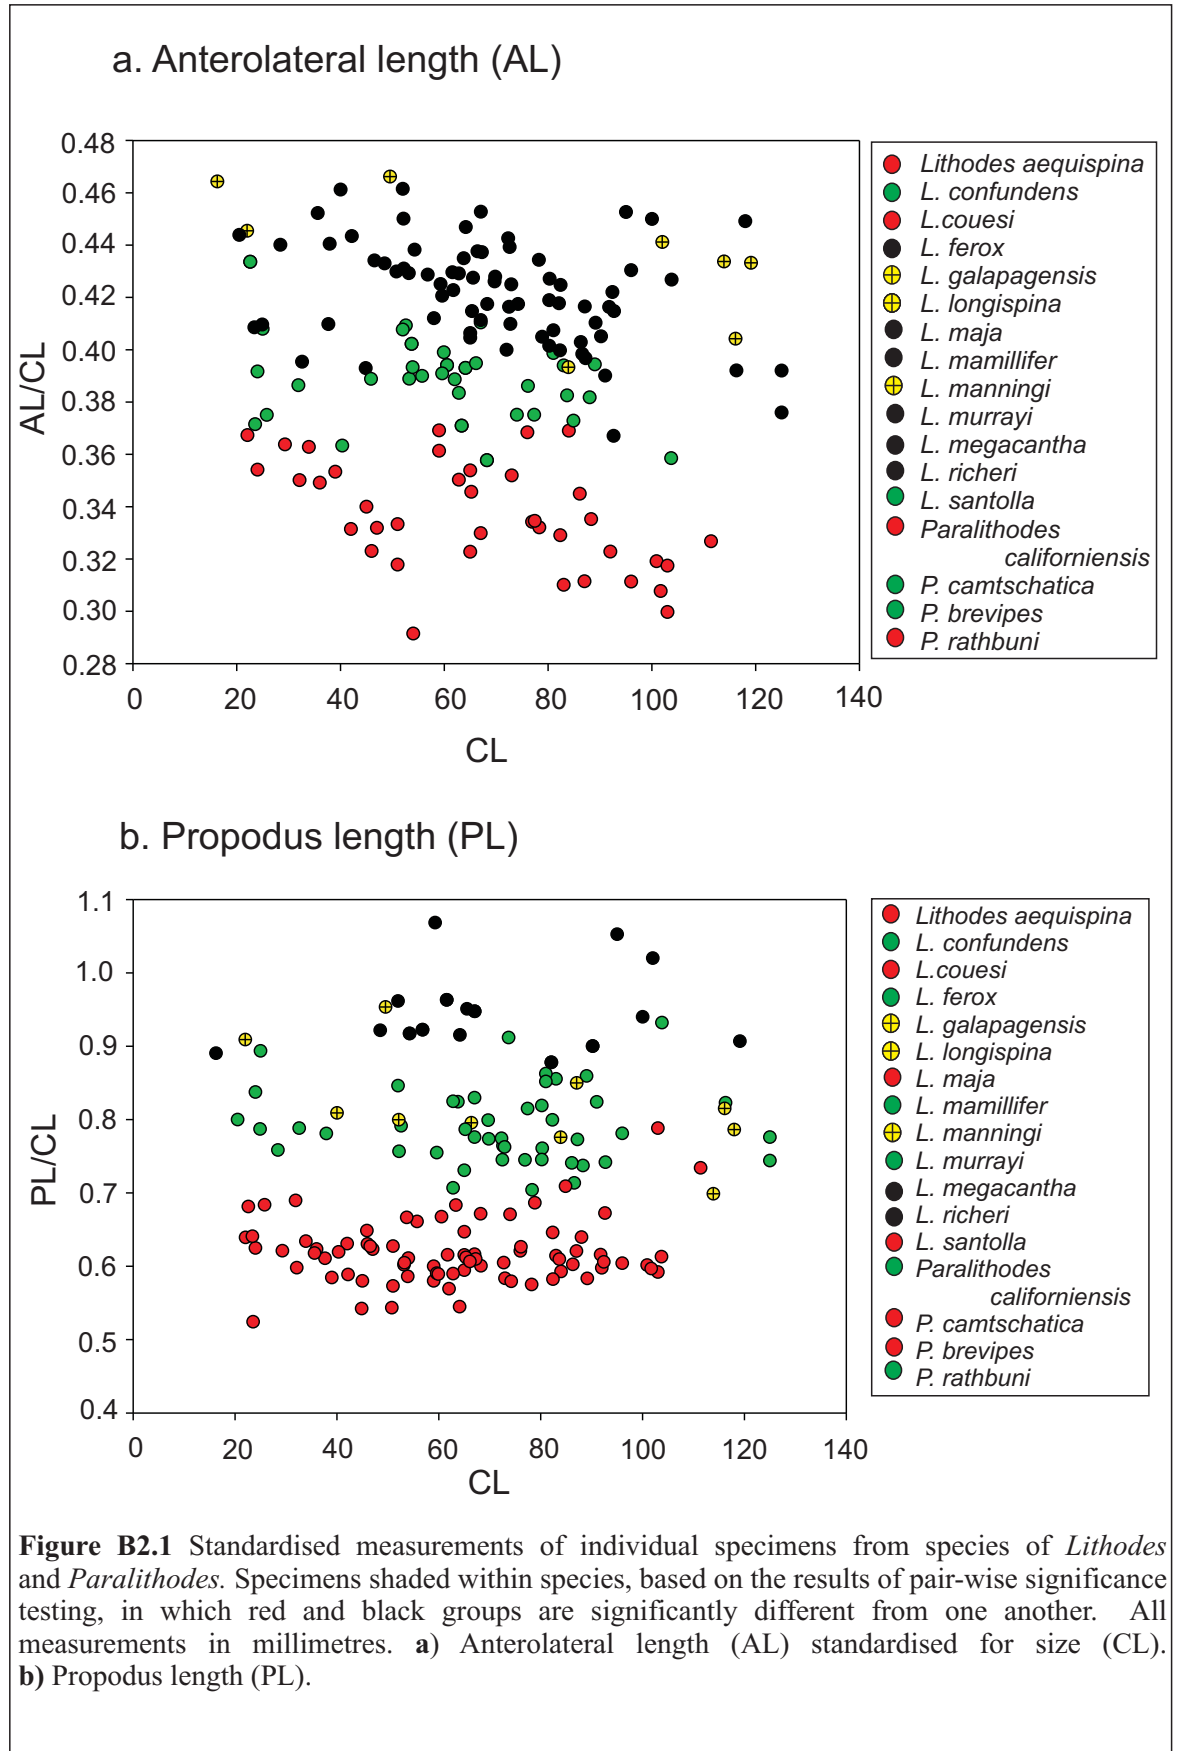 a. Anterolateral length (AL)
0.48
0.46
0.44
0.42
0.40
0.38
0.36
0.34
0.32
0.30
0.28
AL/CL
0 20 40 60 80 100 120 140
CL
Lithodes aequispina
L. confundens
L.couesi
L. ferox
L. galapagensis
L. longispina
L. maja
L. mamillifer
L. manningi
L. murrayi
L. megacantha
L. richeri
L. santolla
Paralithodes
californiensis
P. camtschatica
P. brevipes
P. rathbuni
b. Propodus length (PL)
1.1
1.0
0.9
0.8
0.7
0.6
0.5
0.4
PL/CL
0 20 40 60 80 100 120 140
CL
Lithodes aequispina
L. confundens
L.couesi
L. ferox
L. galapagensis
L. longispina
L. maja
L. mamillifer
L. manningi
L. murrayi
L. megacantha
L. richeri
L. santolla
Paralithodes
californiensis
P. camtschatica
P. brevipes
P. rathbuni
Figure B2.1 Standardised measurements of individual specimens from species of Lithodes
and Paralithodes. Specimens shaded within species, based on the results of pair-wise significance
testing, in which red and black groups are significantly different from one another. All
measurements in millimetres. a) Anterolateral length (AL) standardised for size (CL).
b) Propodus length (PL).